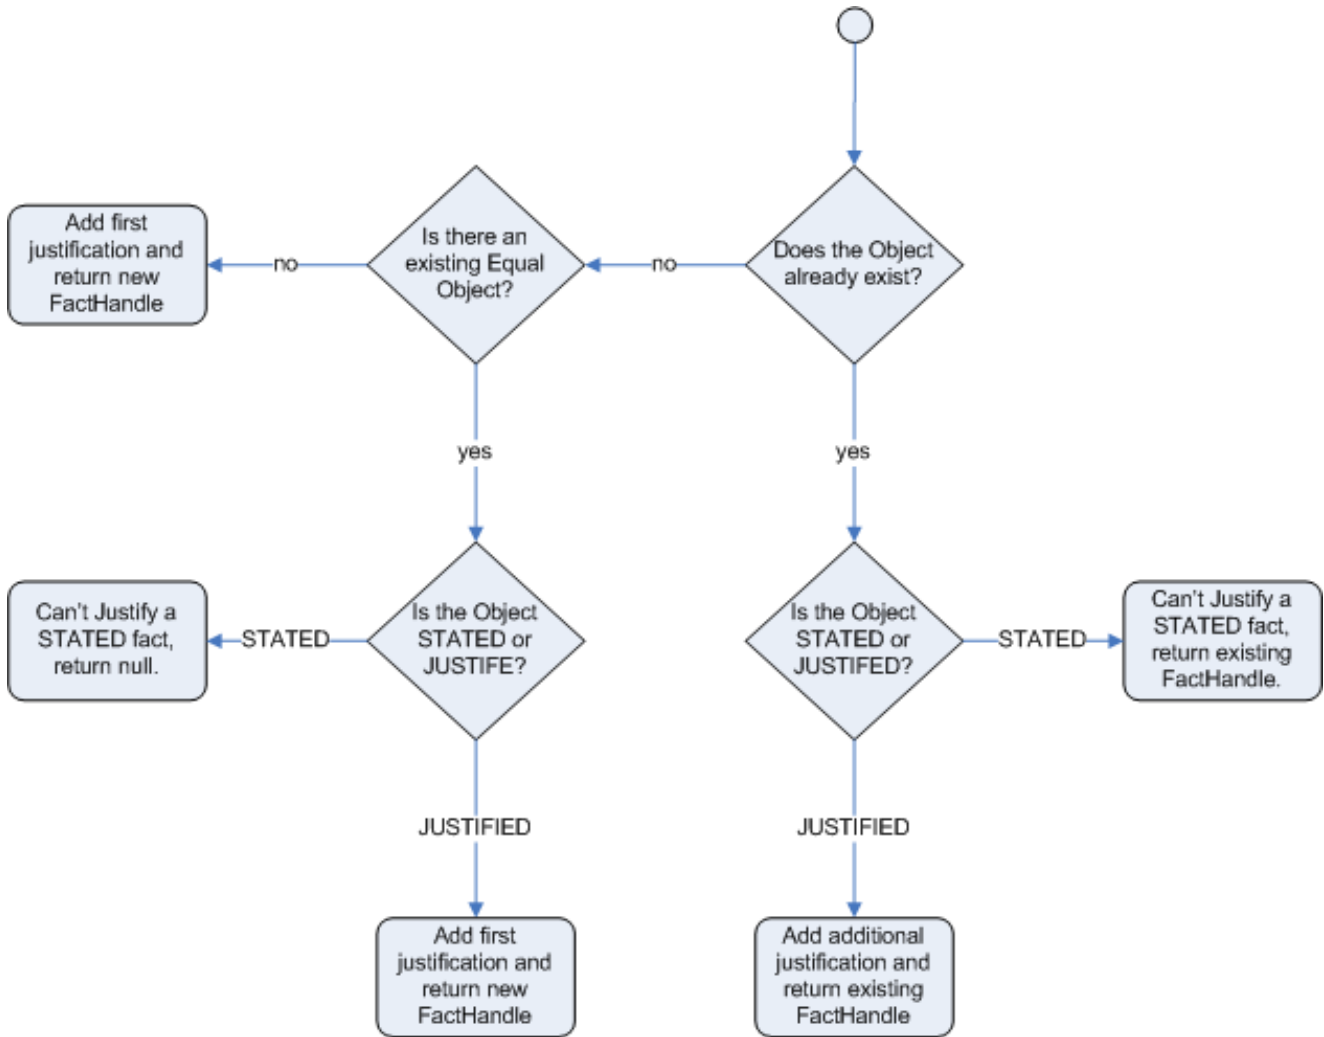 Does the Object
already exist?
no
Is there an
existing Equal
Object?
no
Add first
justification and
return new
FactHandle
yes
yes
Is the Object
STATED or
JUSTIFE?
STATED
Can't Justify a
STATED fact,
return null.
Is the Object
STATED or
JUSTIFED?
STATED
Can't Justify a
STATED fact,
return existing
FactHandle.
JUSTIFIED
JUSTIFIED
Add first
justification and
return new
FactHandle
Add additional
justification and
return existing
FactHandle